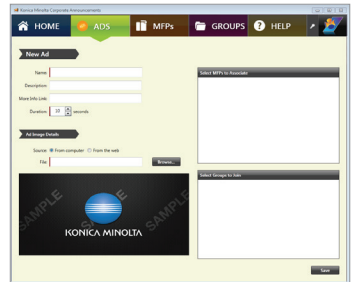 Konica Minolta Corporate Announcements
HOME
ADS
MFPs
GROUPS
HELP
New Ad
Name:
Description:
More Info Link:
Duration: 10 seconds
Ad Image Details
Source: From computer From the web
File: Browse...
SAMPLE
SAMPLE
KONICA MINOLTA
Select MFPs to Associate
Select Groups to Join
Save